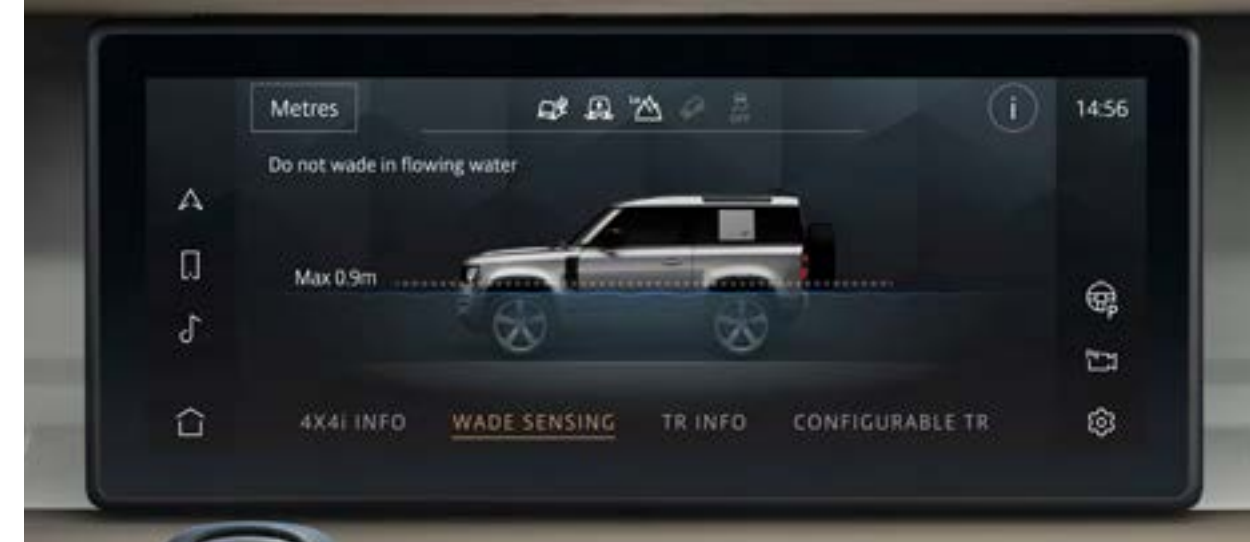 Metres
i
14:56
Do not wade in flowing water
Max 0.9m
P
4X4i INFO
WADE SENSING
TR INFO
CONFIGURABLE TR